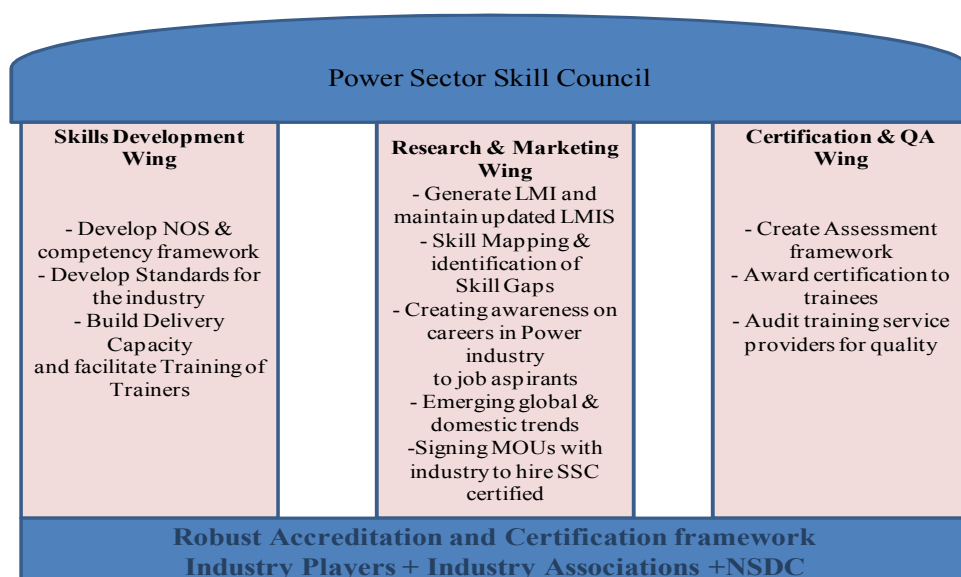 Power Sector Skill Council
Skills Development
Wing
- Develop NOS &
competency framework
- Develop Standards for
the industry
- Build Delivery
Capacity
and facilitate Training of
Trainers
Research & Marketing
Wing
- Generate LMI and
maintain updated LMIS
- Skill Mapping &
identification of
Skill Gaps
- Creating awareness on
careers in Power
industry
to job aspirants
- Emerging global &
domestic trends
-Signing MOUs with
industry to hire SSC
certified
Certification & QA
Wing
- Create Assessment
framework
- Award certification to
trainees
- Audit training service
providers for quality
Robust Accreditation and Certification framework
Industry Players + Industry Associations +NSDC